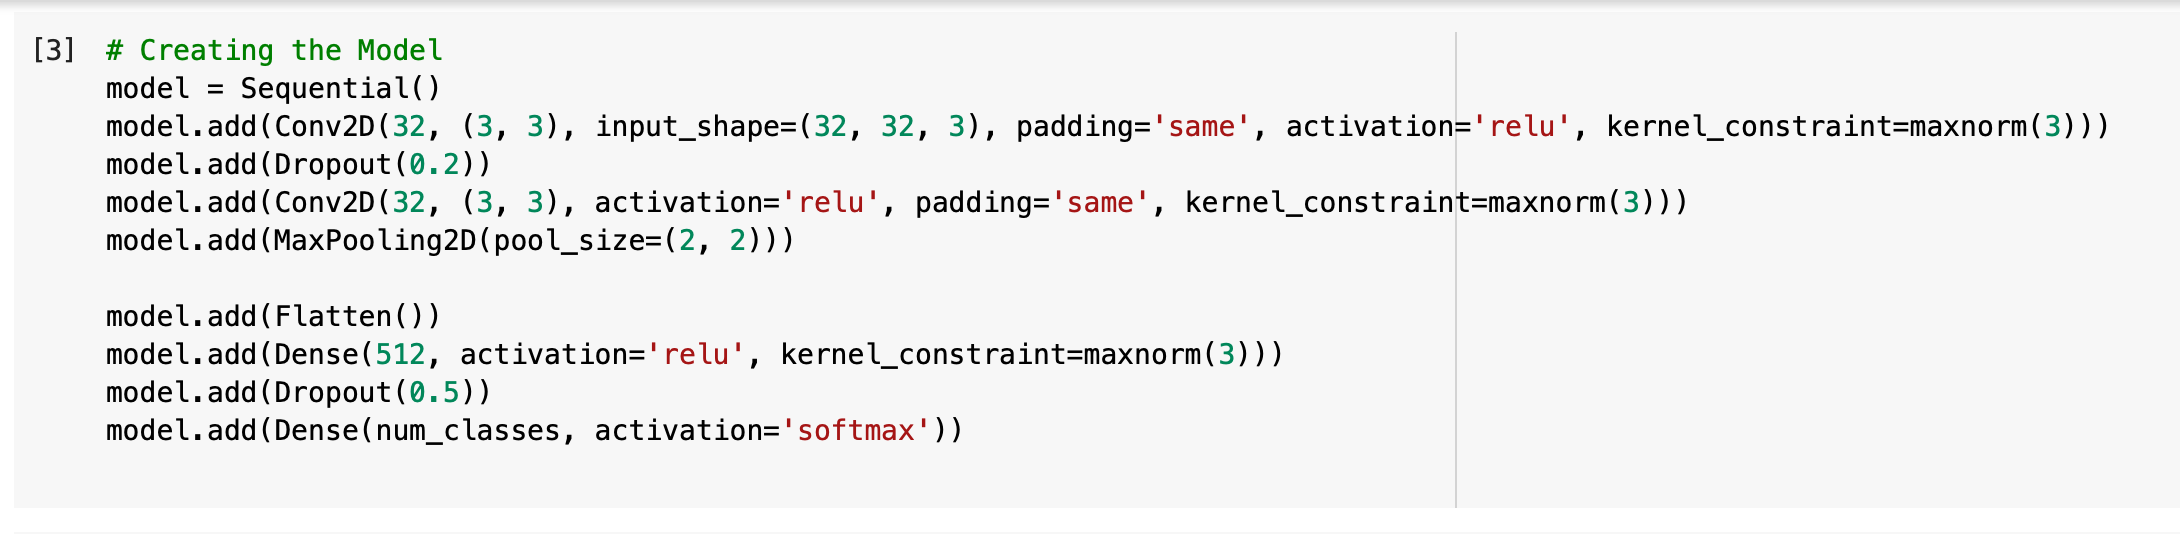 [3] # Creating the Model
model = Sequential()
model.add(Conv2D(32, (3, 3), input_shape=(32, 32, 3), padding='same', activation='relu', kernel_constraint=maxnorm(3)))
model.add(Dropout(0.2))
model.add(Conv2D(32, (3, 3), activation='relu', padding='same', kernel_constraint=maxnorm(3)))
model.add(MaxPooling2D(pool_size=(2, 2)))

model.add(Flatten())
model.add(Dense(512, activation='relu', kernel_constraint=maxnorm(3)))
model.add(Dropout(0.5))
model.add(Dense(num_classes, activation='softmax'))